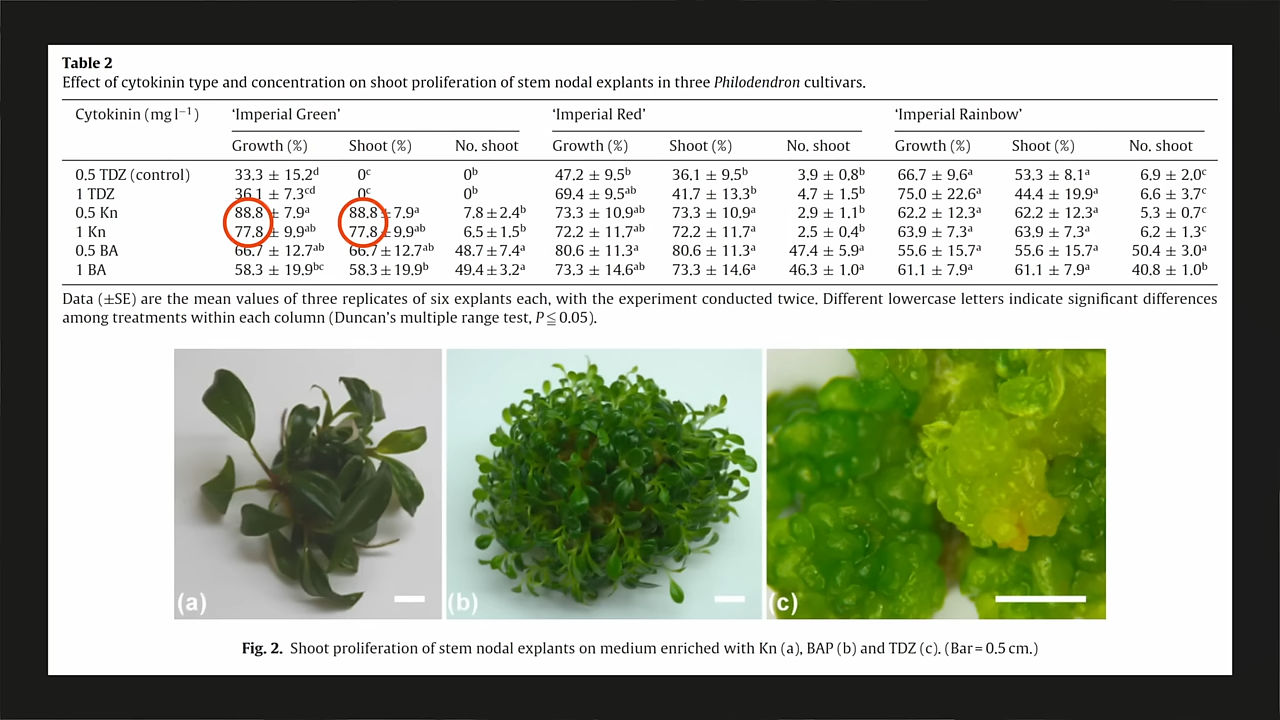 Table 2
Effect of cytokinin type and concentration on shoot proliferation of stem nodal explants in three Philodendron cultivars.
Cytokinin (mg l⁻¹) ‘Imperial Green’ ‘Imperial Red’ ‘Imperial Rainbow’
Growth (%) Shoot (%) No. shoot Growth (%) Shoot (%) No. shoot Growth (%) Shoot (%) No. shoot
0.5 TDZ (control) 33.3 ± 15.2ᵈ 0ᶜ 0ᵇ 47.2 ± 9.5ᵇ 36.1 ± 9.5ᵇ 3.9 ± 0.8ᵇ 66.7 ± 9.6ᵃ 53.3 ± 8.1ᵃ 6.9 ± 2.0ᶜ
1 TDZ 36.1 ± 7.3ᶜᵈ 0ᶜ 0ᵇ 69.4 ± 9.5ᵃᵇ 41.7 ± 13.3ᵇ 4.7 ± 1.5ᵇ 75.0 ± 22.6ᵃ 44.4 ± 19.9ᵃ 6.6 ± 3.7ᶜ
0.5 Kn 88.8 ± 7.9ᵃ 88.8 ± 7.9ᵃ 7.8 ± 2.4ᵇ 73.3 ± 10.9ᵃᵇ 73.3 ± 10.9ᵃ 2.9 ± 1.1ᵇ 62.2 ± 12.3ᵃ 62.2 ± 12.3ᵃ 5.3 ± 0.7ᶜ
1 Kn 77.8 ± 9.9ᵃᵇ 77.8 ± 9.9ᵃᵇ 6.5 ± 1.5ᵇ 72.2 ± 11.7ᵃᵇ 72.2 ± 11.7ᵃ 2.5 ± 0.4ᵇ 63.9 ± 7.3ᵃ 63.9 ± 7.3ᵃ 6.2 ± 1.3ᶜ
0.5 BA 66.7 ± 12.7ᵃᵇ 66.7 ± 12.7ᵃᵇ 48.7 ± 7.4ᵃ 80.6 ± 11.3ᵃ 80.6 ± 11.3ᵃ 47.4 ± 5.9ᵃ 55.6 ± 15.7ᵃ 55.6 ± 15.7ᵃ 50.4 ± 3.0ᵃ
1 BA 58.3 ± 19.9ᵇᶜ 58.3 ± 19.9ᵇ 49.4 ± 3.2ᵃ 73.3 ± 14.6ᵃᵇ 73.3 ± 14.6ᵃ 46.3 ± 1.0ᵃ 61.1 ± 7.9ᵃ 61.1 ± 7.9ᵃ 40.8 ± 1.0ᵇ
Data (±SE) are the mean values of three replicates of six explants each, with the experiment conducted twice. Different lowercase letters indicate significant differences
among treatments within each column (Duncan’s multiple range test, P ≦ 0.05).
(a) (b) (c)
Fig. 2. Shoot proliferation of stem nodal explants on medium enriched with Kn (a), BAP (b) and TDZ (c). (Bar = 0.5 cm.)